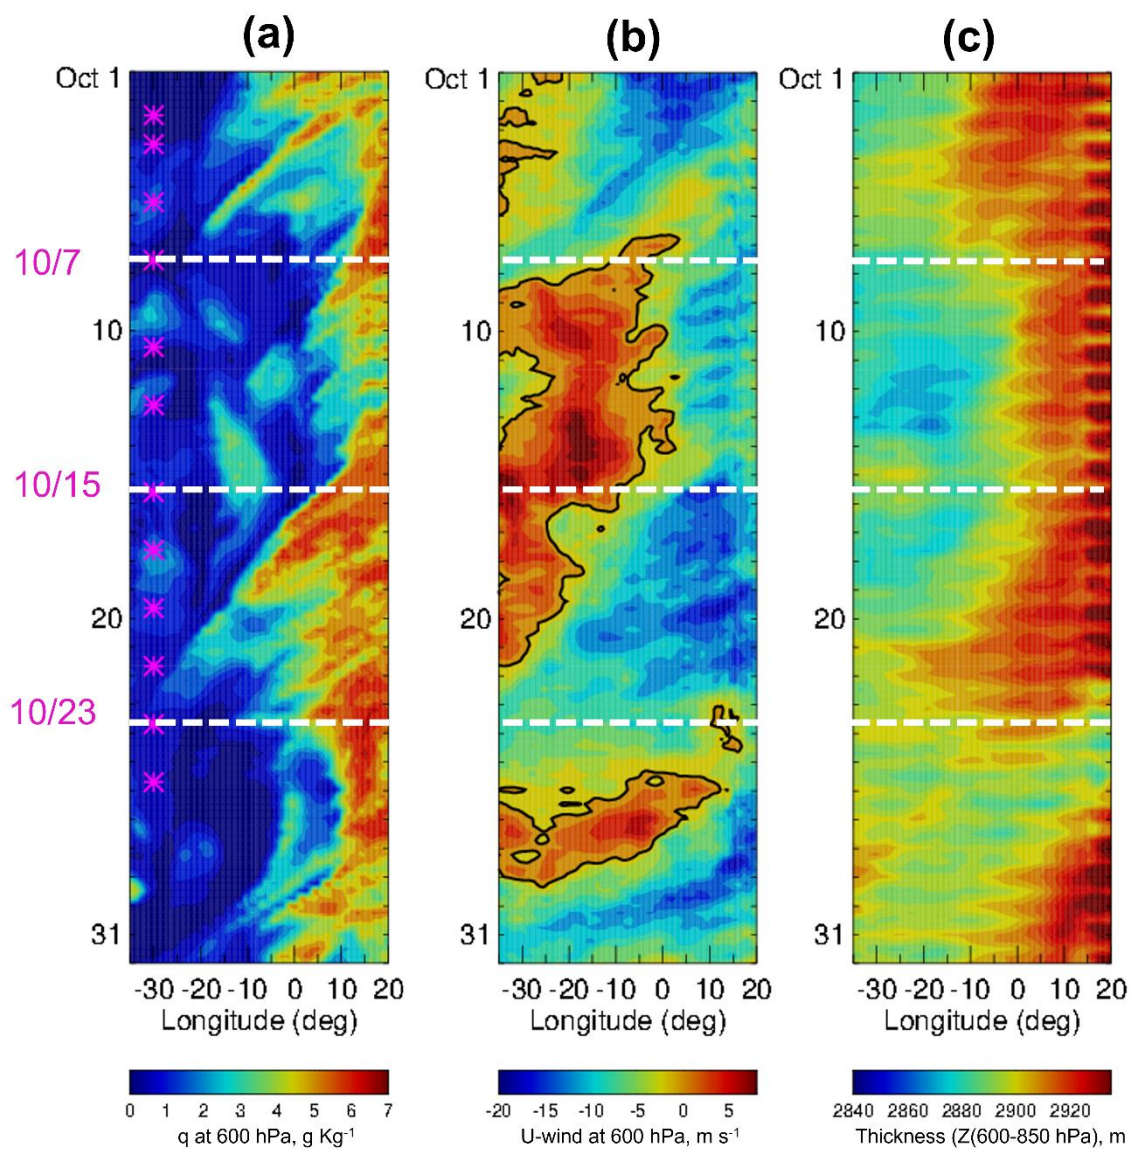 (a) (b) (c)
Oct 1 Oct 1 Oct 1
10/7
10 10 10
10/15
20 20 20
10/23
31 31 31
-30 -20 -10 0 10 20 -30 -20 -10 0 10 20 -30 -20 -10 0 10 20
Longitude (deg) Longitude (deg) Longitude (deg)
0 1 2 3 4 5 6 7 -20 -15 -10 -5 0 5 2840 2860 2880 2900 2920
q at 600 hPa, g Kg⁻¹ U-wind at 600 hPa, m s⁻¹ Thickness (Z(600-850 hPa), m